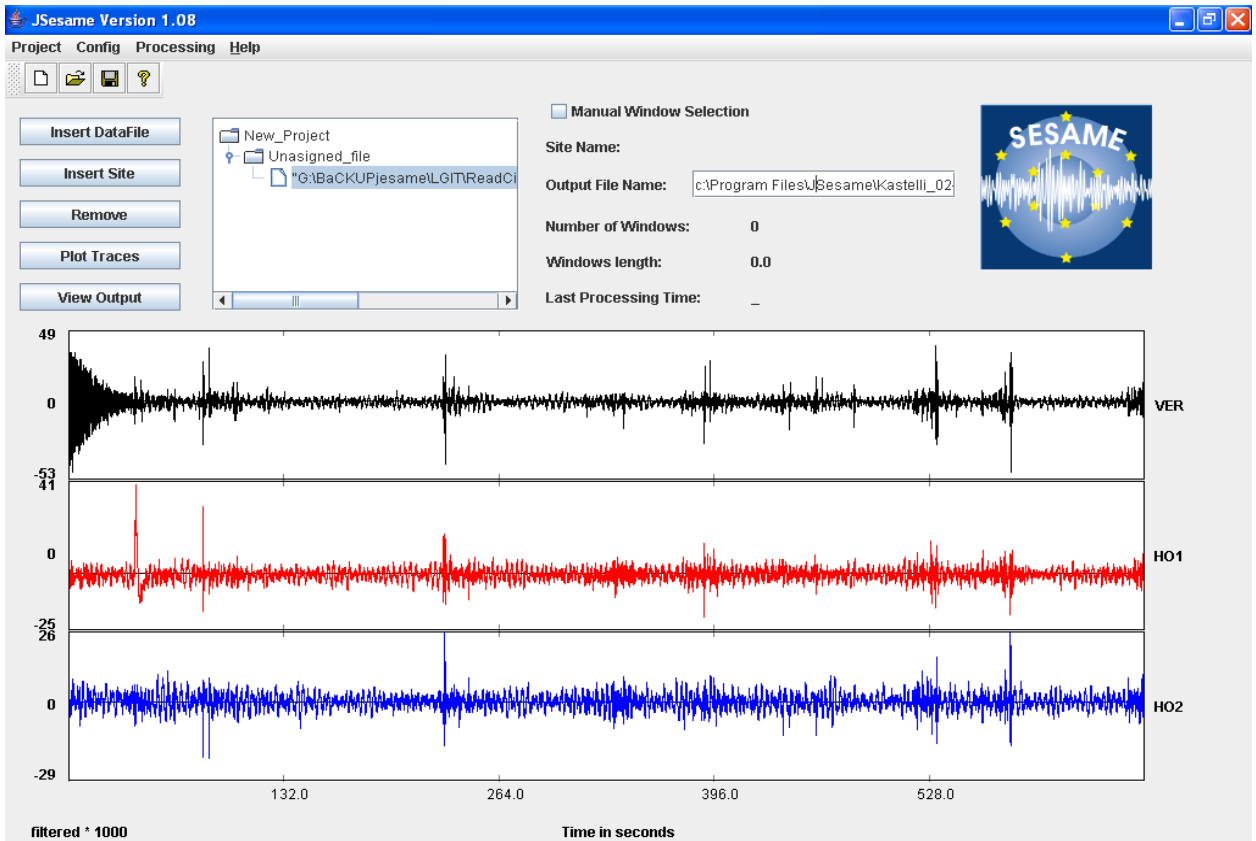 JSesame Version 1.08
Project Config Processing Help
Insert DataFile
Insert Site
Remove
Plot Traces
View Output
New_Project
Unasigned_file
"G:\BaCKUPjesame\LGIT\ReadCi
Manual Window Selection
Site Name:
Output File Name: c:\Program Files\JSesame\Kastelli_02-
Number of Windows: 0
Windows length: 0.0
Last Processing Time: _
SESAME
49
0
-53
VER
41
0
-25
HO1
26
0
-29
HO2
132.0 264.0 396.0 528.0
filtered * 1000 Time in seconds